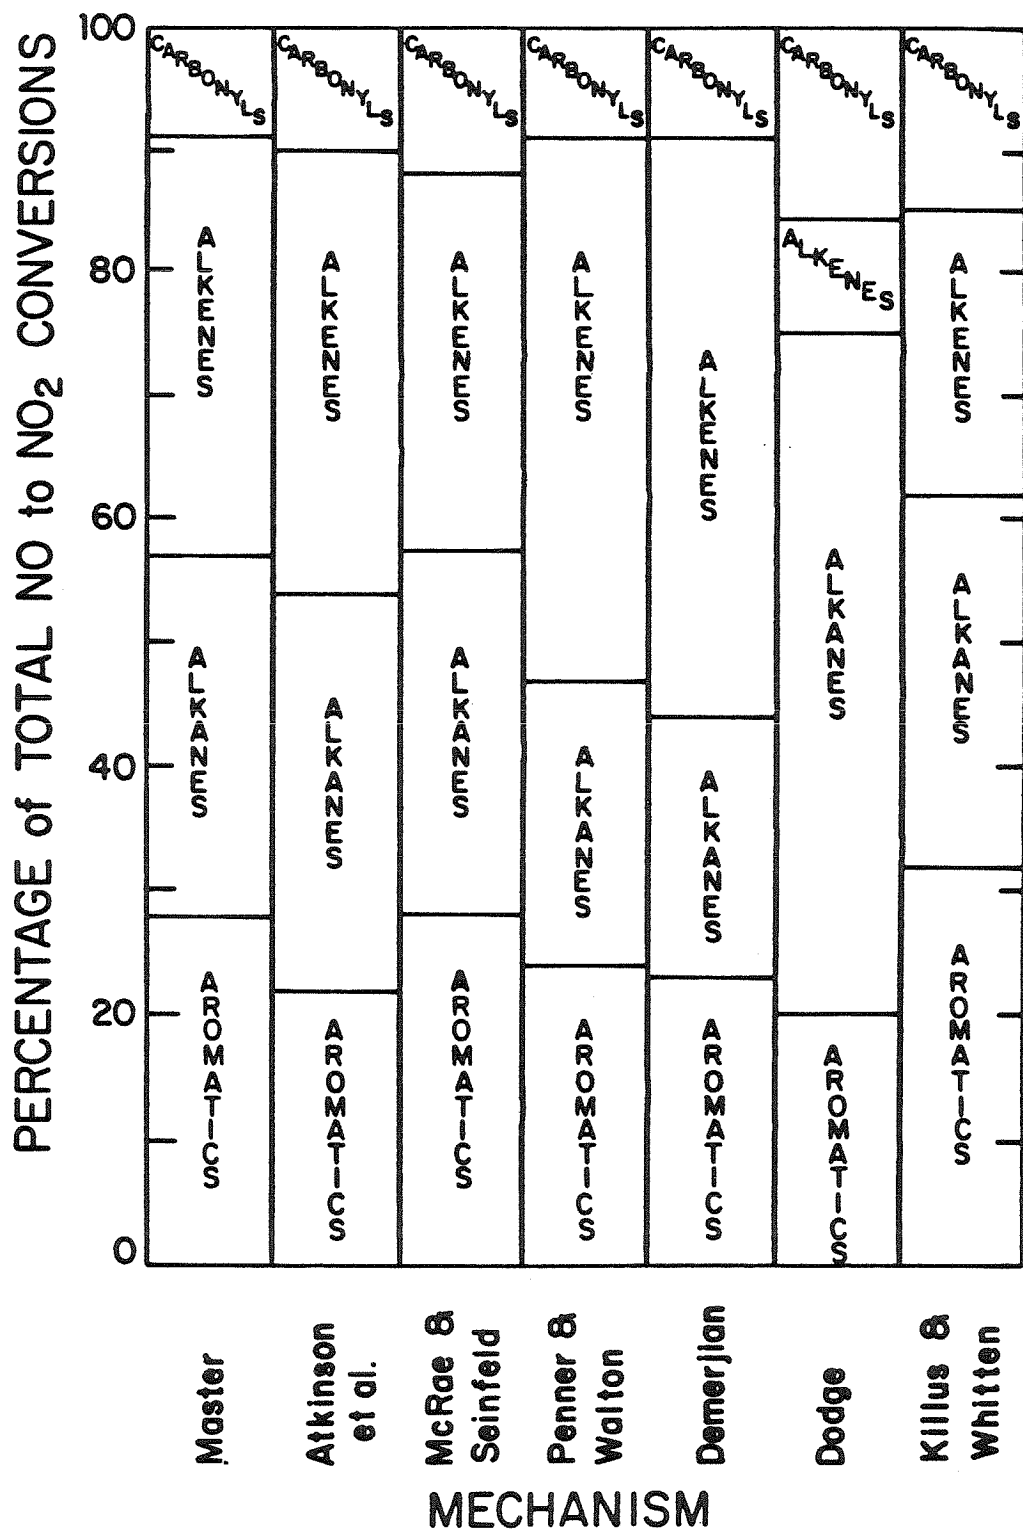 PERCENTAGE of TOTAL NO to NO2 CONVERSIONS
100
80
60
40
20
0
CARBONYLS
ALKENES
ALKANES
AROMATICS
CARBONYLS
ALKENES
ALKANES
AROMATICS
CARBONYLS
ALKENES
ALKANES
AROMATICS
CARBONYLS
ALKENES
ALKANES
AROMATICS
CARBONYLS
ALKENES
ALKANES
AROMATICS
CARBONYLS
ALKENES
ALKANES
AROMATICS
CARBONYLS
ALKENES
ALKANES
AROMATICS
Master
Atkinson
et al.
McRae &
Seinfeld
Penner &
Walton
Demerjian
Dodge
Killus &
Whitten
MECHANISM